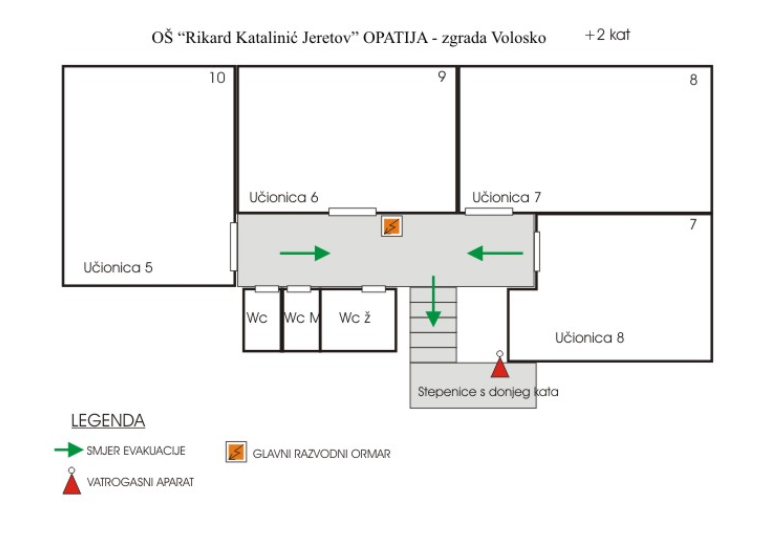 OŠ “Rikard Katalinić Jeretov” OPATIJA - zgrada Volosko
+2 kat
10
9
8
Učionica 6
Učionica 7
7
Učionica 5
Wc
Wc M
Wc ž
Učionica 8
Stepenice s donjeg kata
LEGENDA
SMJER EVAKUACIJE
GLAVNI RAZVODNI ORMAR
VATROGASNI APARAT